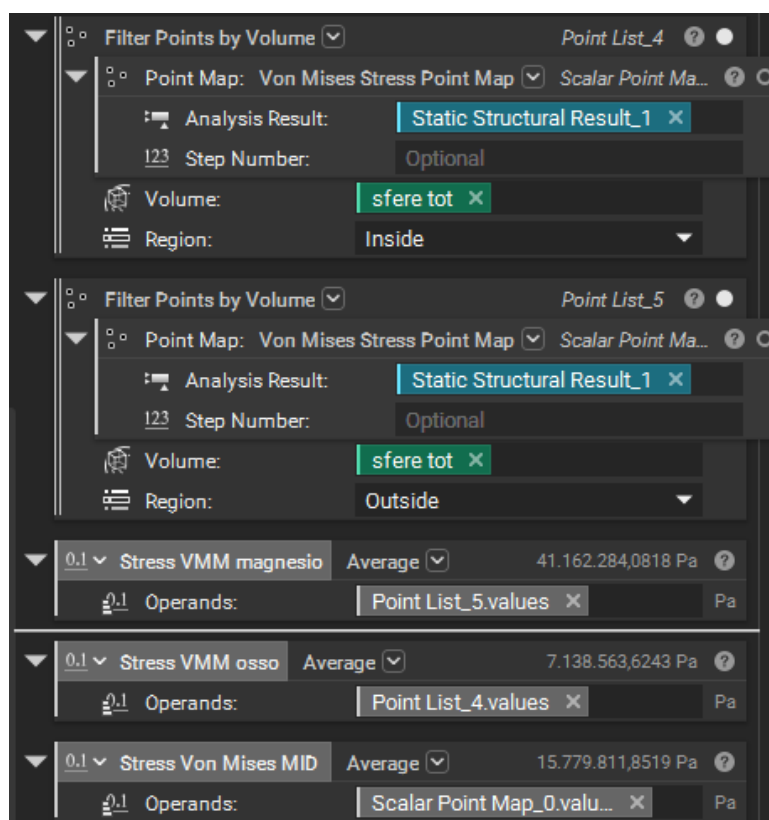 Filter Points by Volume Point List_4
Point Map: Von Mises Stress Point Map Scalar Point Ma...
Analysis Result: Static Structural Result_1
123 Step Number: Optional
Volume: sfere tot
Region: Inside
Filter Points by Volume Point List_5
Point Map: Von Mises Stress Point Map Scalar Point Ma...
Analysis Result: Static Structural Result_1
123 Step Number: Optional
Volume: sfere tot
Region: Outside
0.1 Stress VMM magnesio Average 41.162.284,0818 Pa
0.1 Operands: Point List_5.values Pa
0.1 Stress VMM osso Average 7.138.563,6243 Pa
0.1 Operands: Point List_4.values Pa
0.1 Stress Von Mises MID Average 15.779.811,8519 Pa
0.1 Operands: Scalar Point Map_0.valu... Pa